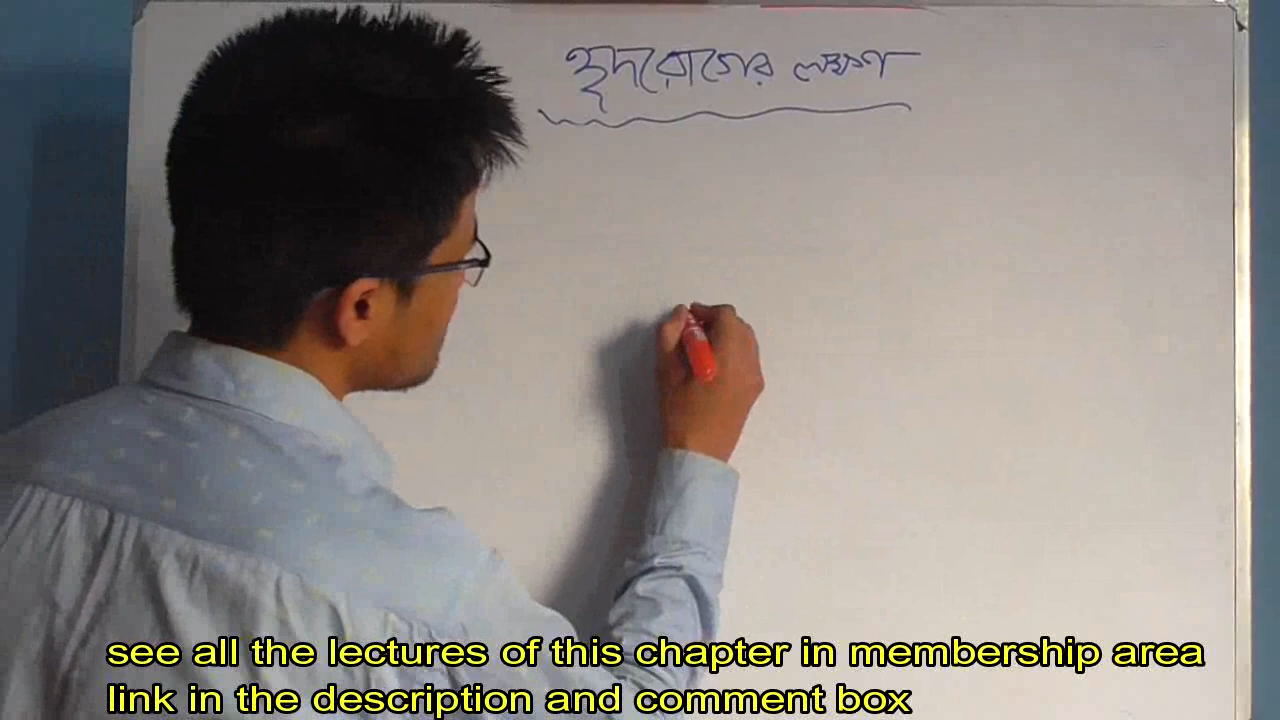 হৃদরোগের লক্ষণ
see all the lectures of this chapter in membership area
link in the description and comment box